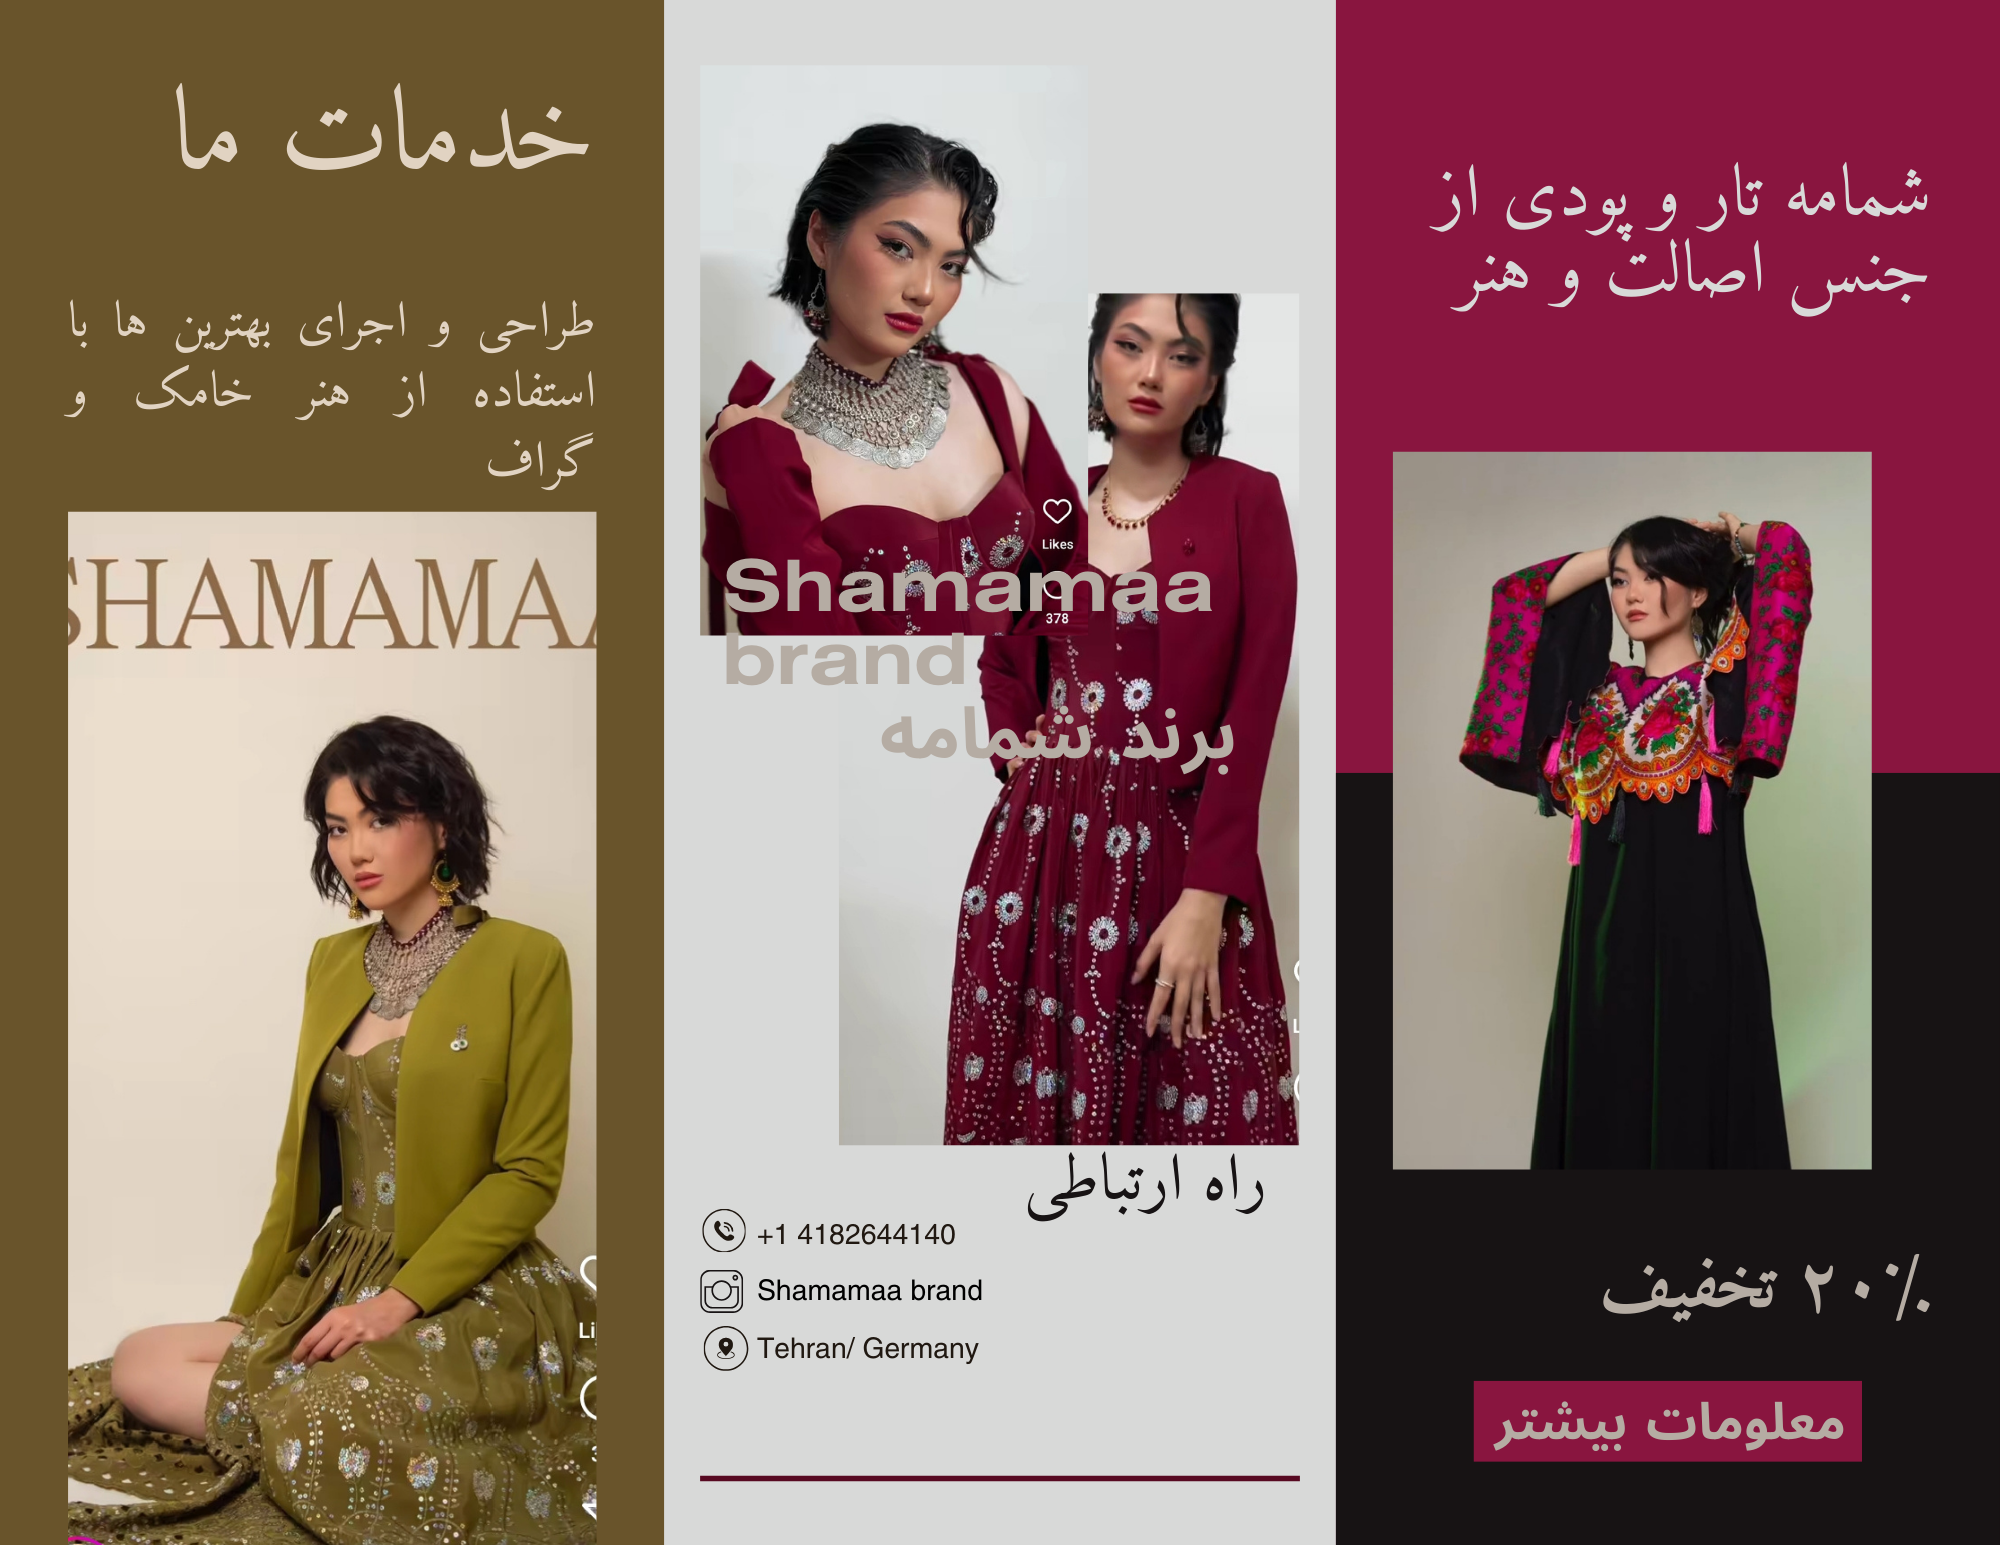 خدمات ما
طراحی و اجرای بهترین ها با
استفاده از هنر خامک و
گراف
SHAMAMAA
Likes
378
Shamamaa
brand
برند شمامه
راه ارتباطی
+1 4182644140
Shamamaa brand
Tehran/ Germany
شمامه تار و پودی از
جنس اصالت و هنر
۲۰٪ تخفیف
معلومات بیشتر